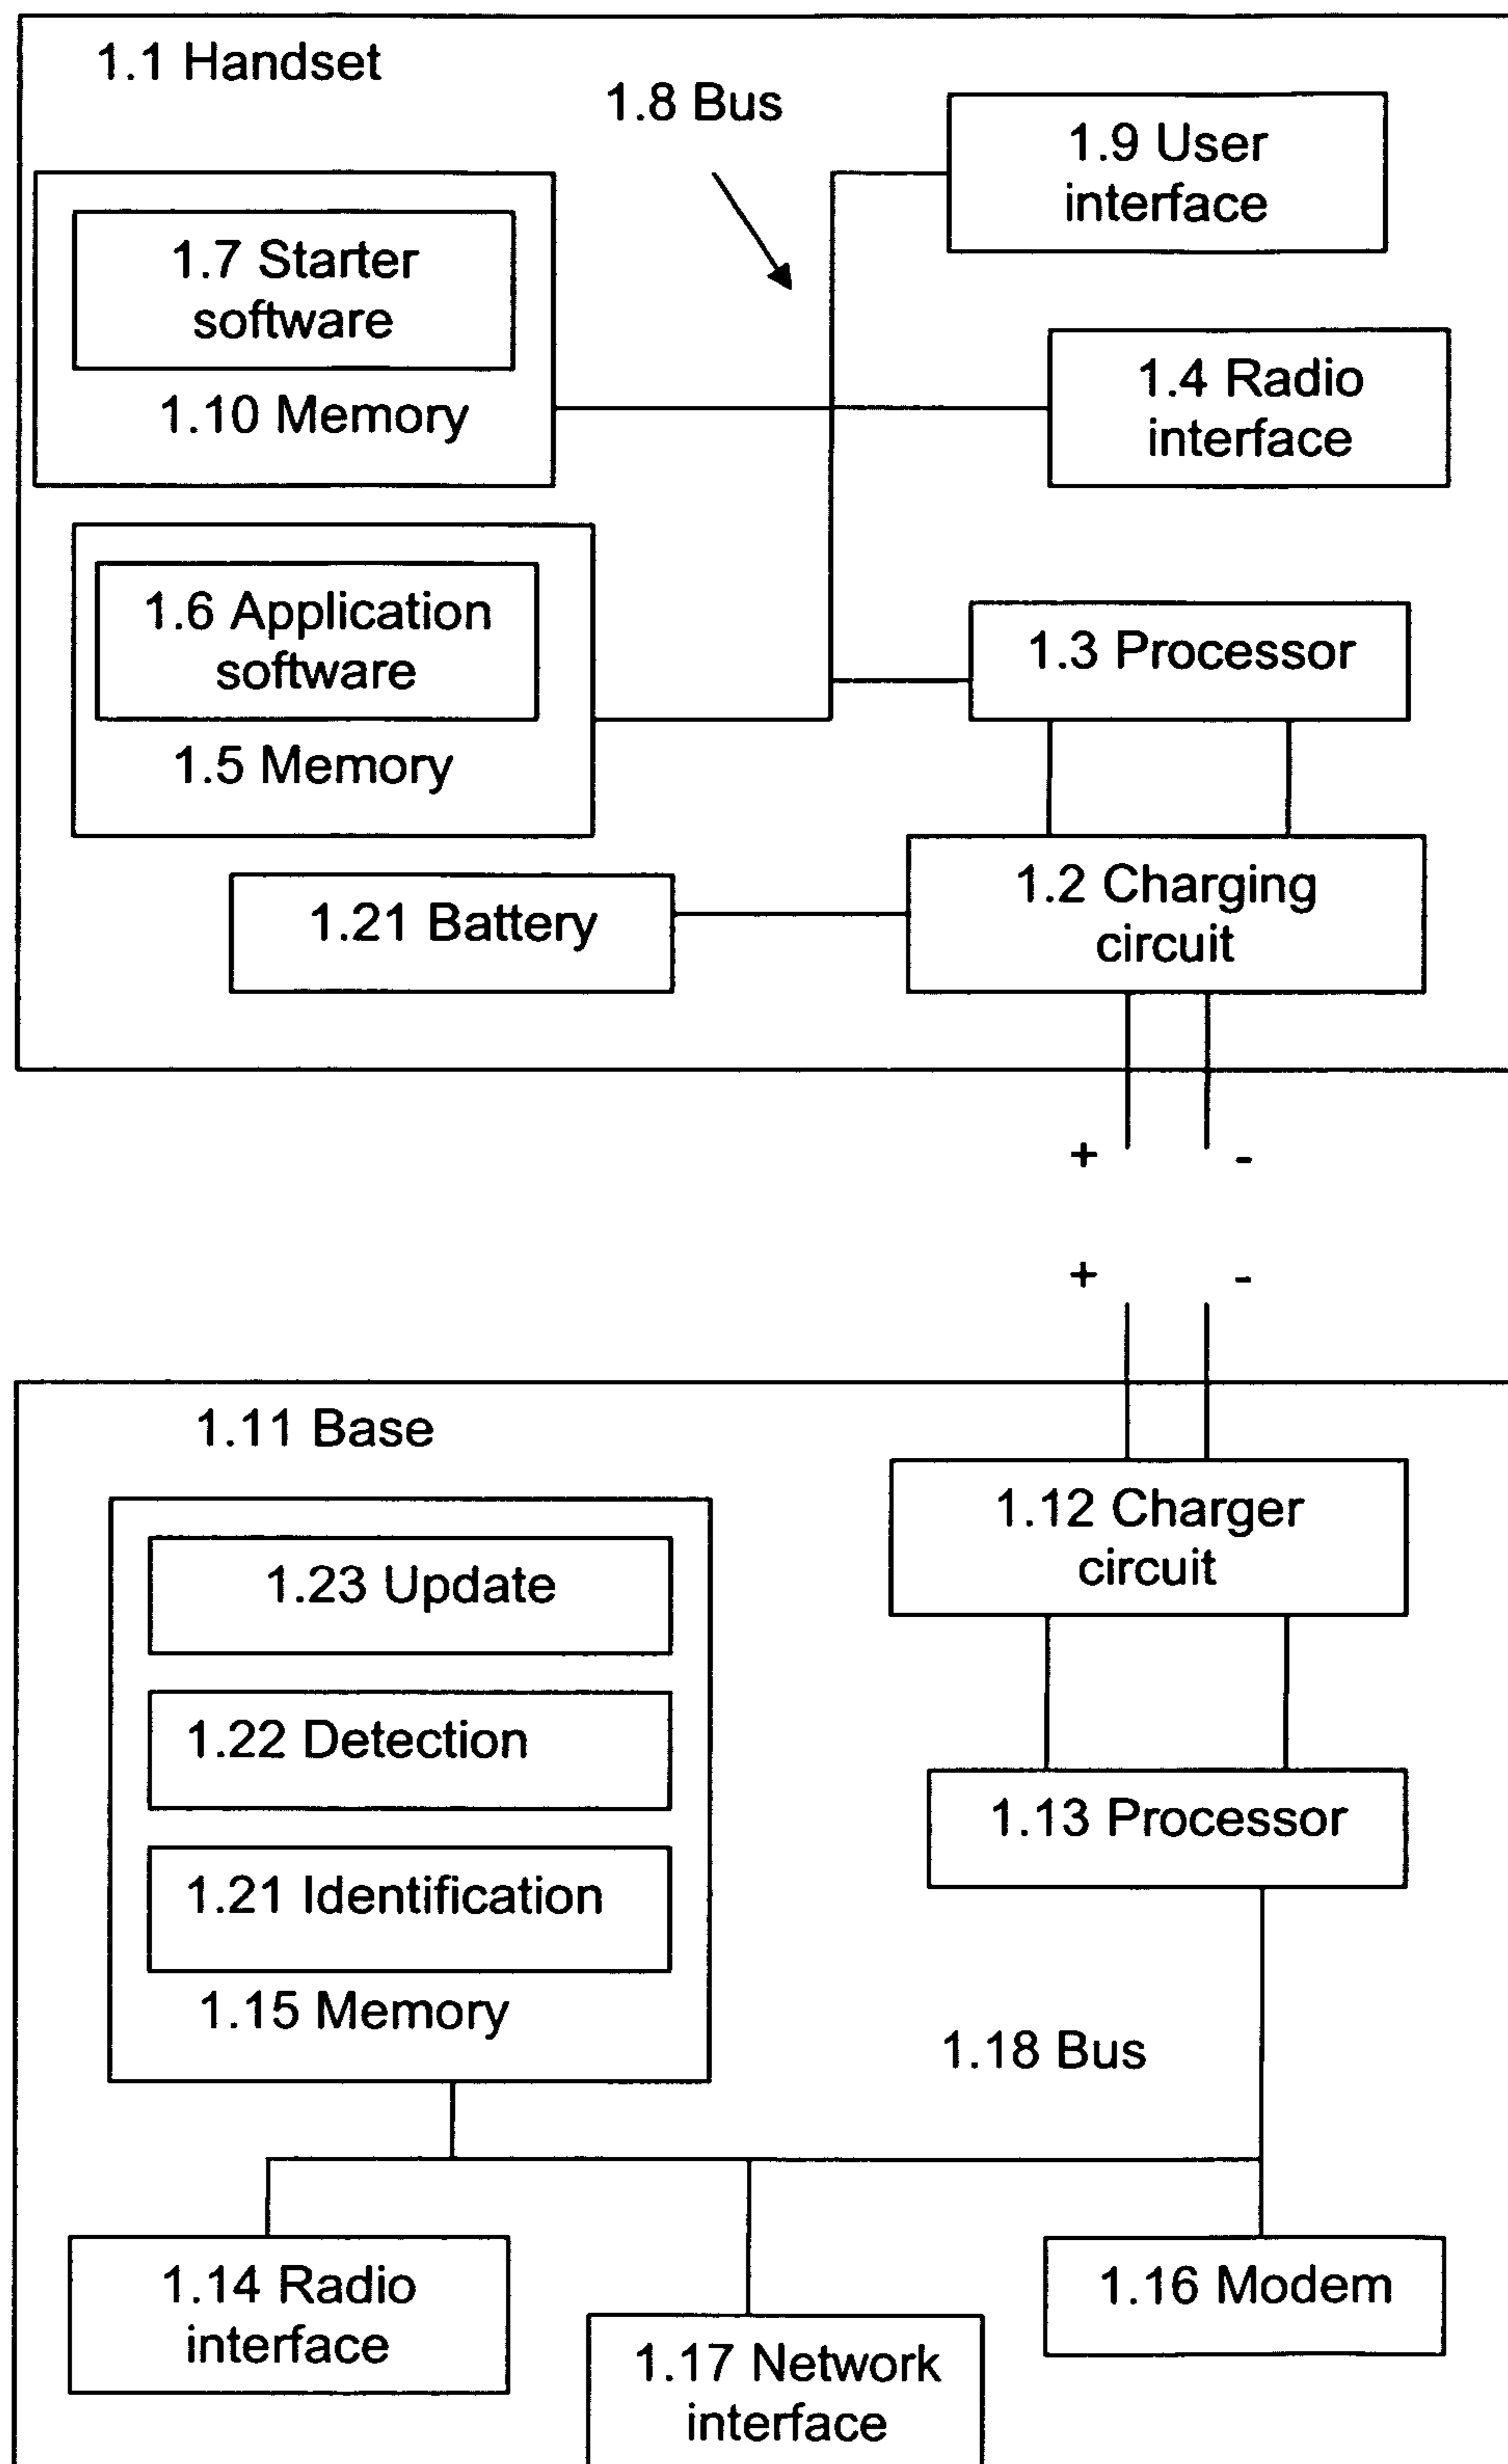 1.1 Handset
1.8 Bus
1.9 User
interface
1.7 Starter
software
1.10 Memory
1.4 Radio
interface
1.6 Application
software
1.5 Memory
1.3 Processor
1.21 Battery
1.2 Charging
circuit
+ -
+ -
1.11 Base
1.12 Charger
circuit
1.23 Update
1.22 Detection
1.21 Identification
1.15 Memory
1.13 Processor
1.18 Bus
1.14 Radio
interface
1.17 Network
interface
1.16 Modem